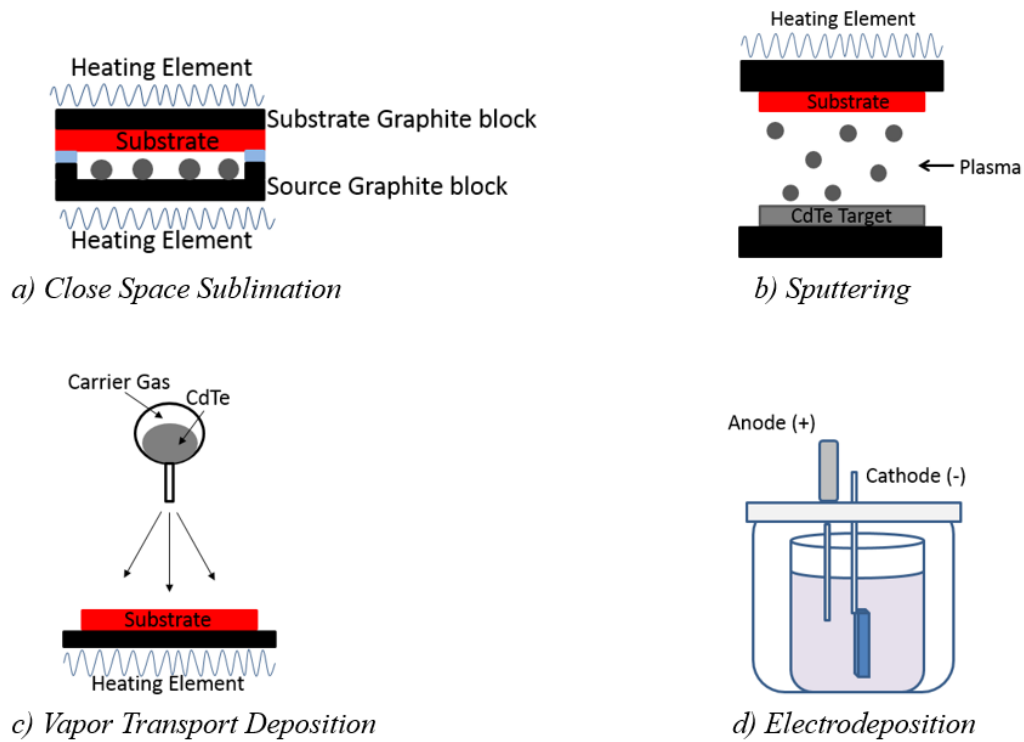 Heating Element
Substrate Graphite block
Substrate
Source Graphite block
Heating Element
a) Close Space Sublimation
Heating Element
Substrate
Plasma
CdTe Target
b) Sputtering
Carrier Gas
CdTe
Substrate
Heating Element
c) Vapor Transport Deposition
Anode (+)
Cathode (-)
d) Electrodeposition